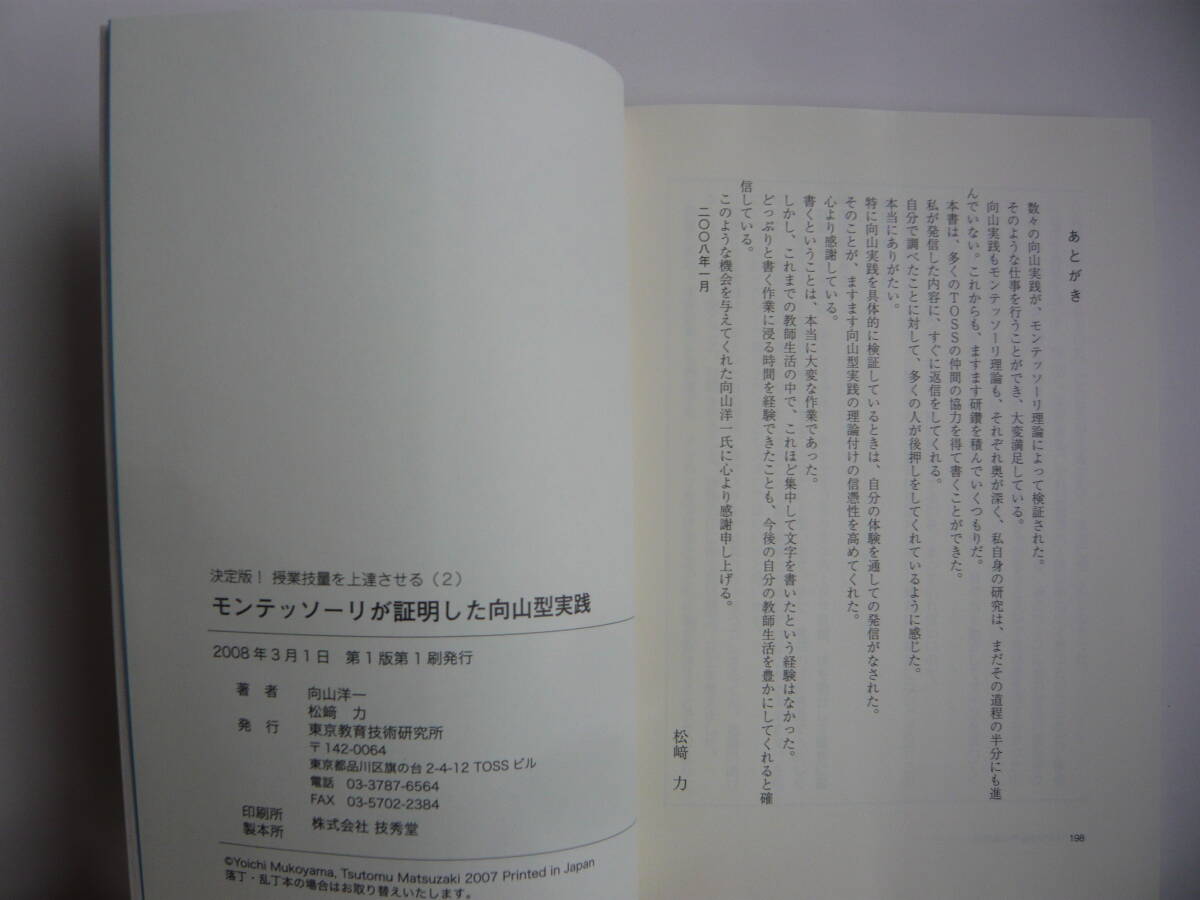 あとがき
数々の向山実践が、モンテッソーリ理論によって検証された。
そのような仕事を行うことができ、大変満足している。
向山実践もモンテッソーリ理論も、それぞれ奥が深く、私自身の研究は、まだその道程の半分にも進
んでいない。これからも、ますます研鑽を積んでいくつもりだ。
本書は、多くのTOSSの仲間の協力を得て書くことができた。
私が発信した内容に、すぐに返信をしてくれる。
自分で調べたことに対して、多くの人が後押しをしてくれているように感じた。
本当にありがたい。
特に向山実践を具体的に検証しているときは、自分の体験を通しての発信がなされた。
そのことが、ますます向山型実践の理論付けの信憑性を高めてくれた。
心より感謝している。
書くということは、本当に大変な作業であった。
しかし、これまでの教師生活の中で、これほど集中して文字を書いたという経験はなかった。
どっぷりと書く作業に浸る時間を経験できたことも、今後の自分の教師生活を豊かにしてくれると確
信している。
このような機会を与えてくれた向山洋一氏に心より感謝申し上げる。
二〇〇八年一月
松﨑 力
198
決定版！ 授業技量を上達させる（2）
モンテッソーリが証明した向山型実践
2008年3月1日 第1版第1刷発行
著 者 向山洋一
松﨑 力
発 行 東京教育技術研究所
〒142-0064
東京都品川区旗の台2-4-12 TOSSビル
電話 03-3787-6564
FAX 03-5702-2384
印刷所
製本所 株式会社 技秀堂
©Yoichi Mukoyama, Tsutomu Matsuzaki 2007 Printed in Japan
落丁・乱丁本の場合はお取り替えいたします。